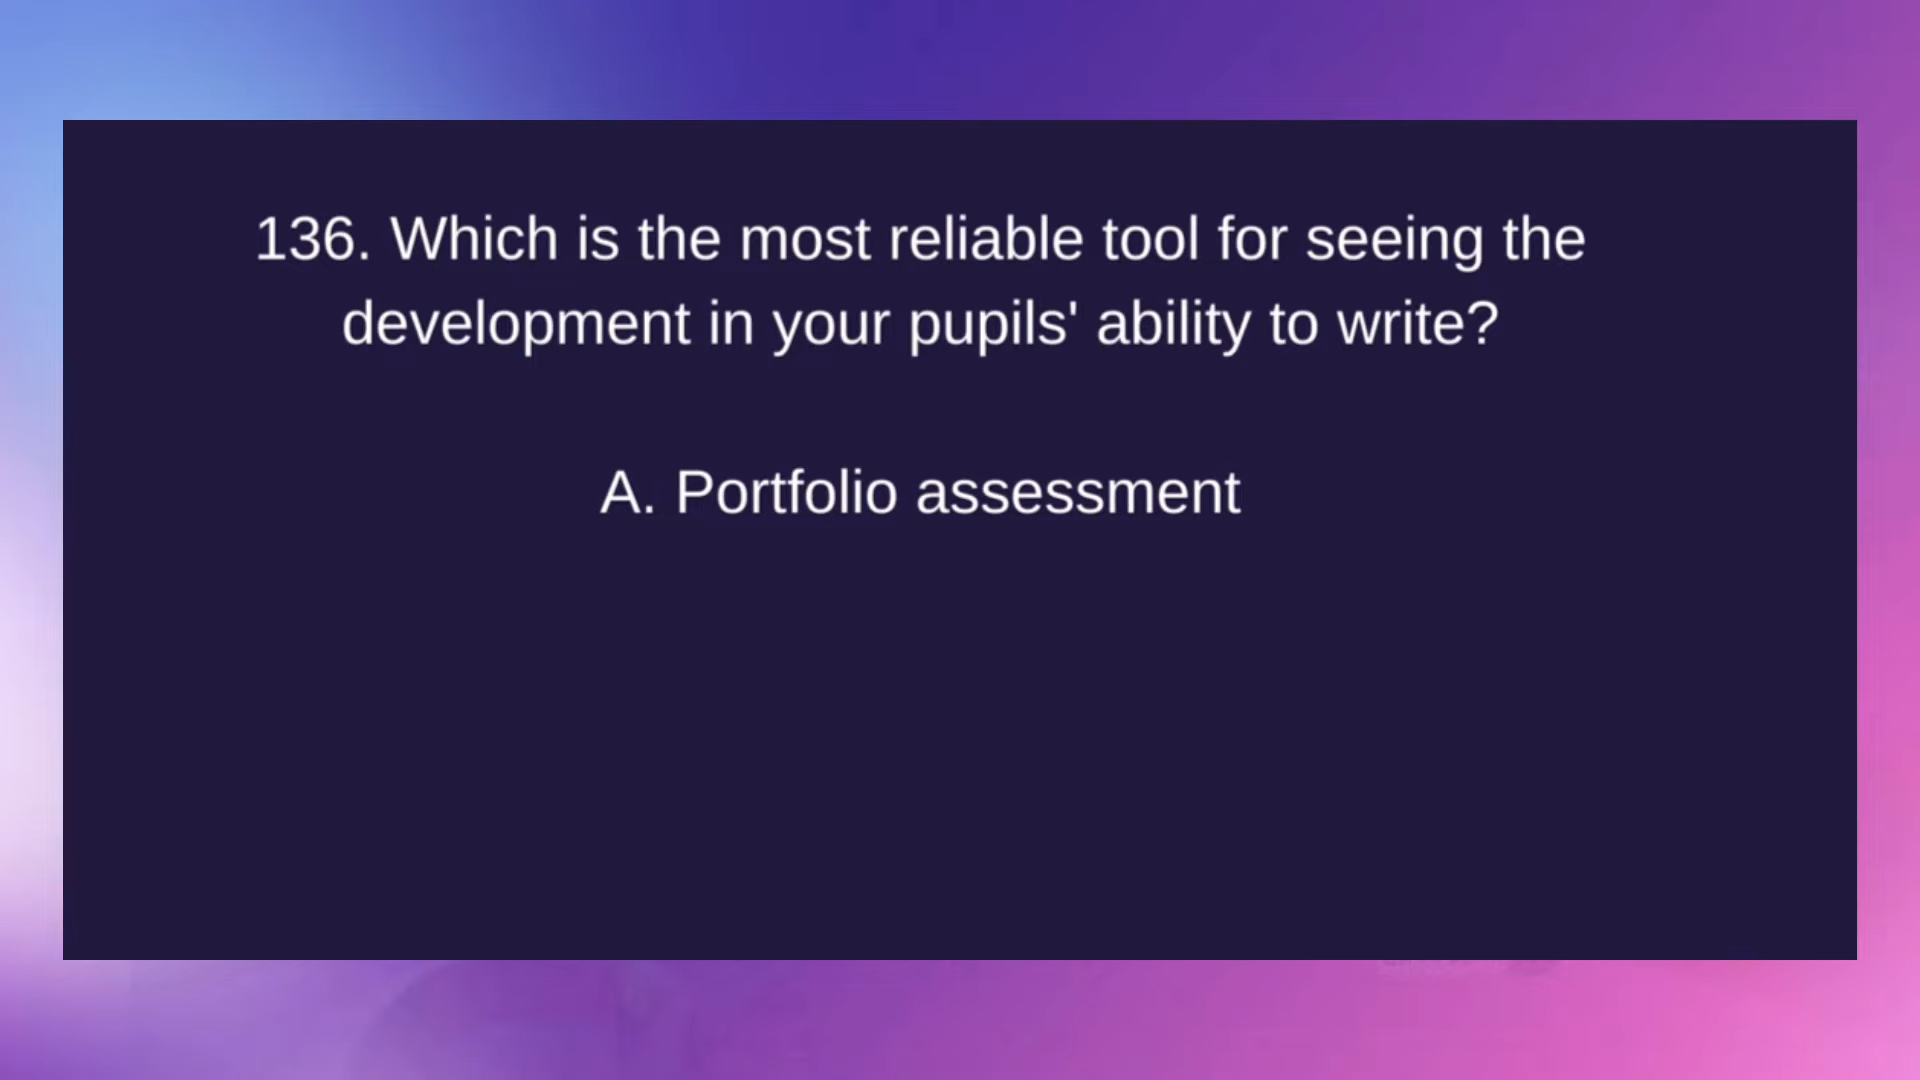 136. Which is the most reliable tool for seeing the
development in your pupils' ability to write?
A. Portfolio assessment